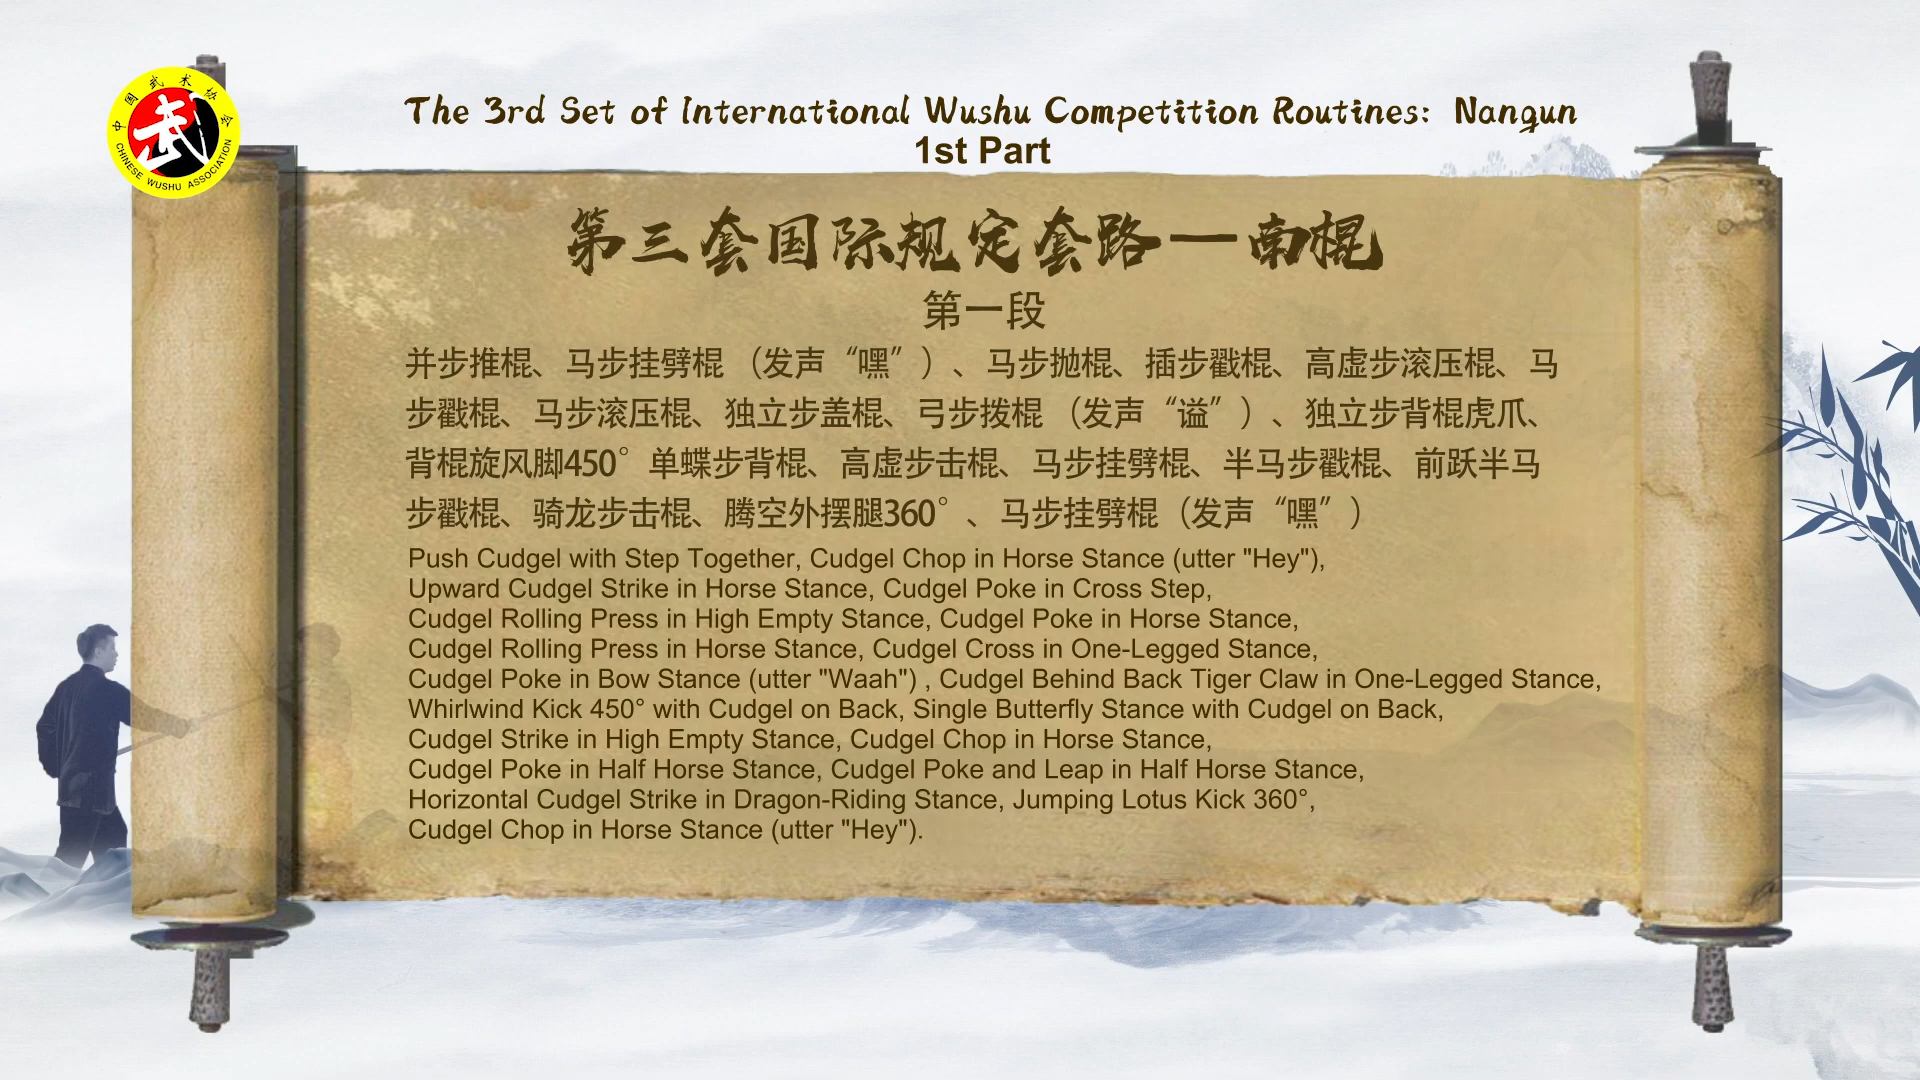 中国武术协会
武
CHINESE WUSHU ASSOCIATION
The 3rd Set of International Wushu Competition Routines: Nangun
1st Part
第三套国际规定套路一南棍
第一段
并步推棍、马步挂劈棍（发声“嘿”）、马步抛棍、插步戳棍、高虚步滚压棍、马
步戳棍、马步滚压棍、独立步盖棍、弓步拨棍（发声“谥”）、独立步背棍虎爪、
背棍旋风脚450°单蝶步背棍、高虚步击棍、马步挂劈棍、半马步戳棍、前跃半马
步戳棍、骑龙步击棍、腾空外摆腿360°、马步挂劈棍（发声“嘿”）
Push Cudgel with Step Together, Cudgel Chop in Horse Stance (utter "Hey"),
Upward Cudgel Strike in Horse Stance, Cudgel Poke in Cross Step,
Cudgel Rolling Press in High Empty Stance, Cudgel Poke in Horse Stance,
Cudgel Rolling Press in Horse Stance, Cudgel Cross in One-Legged Stance,
Cudgel Poke in Bow Stance (utter "Waah") , Cudgel Behind Back Tiger Claw in One-Legged Stance,
Whirlwind Kick 450° with Cudgel on Back, Single Butterfly Stance with Cudgel on Back,
Cudgel Strike in High Empty Stance, Cudgel Chop in Horse Stance,
Cudgel Poke in Half Horse Stance, Cudgel Poke and Leap in Half Horse Stance,
Horizontal Cudgel Strike in Dragon-Riding Stance, Jumping Lotus Kick 360°,
Cudgel Chop in Horse Stance (utter "Hey").